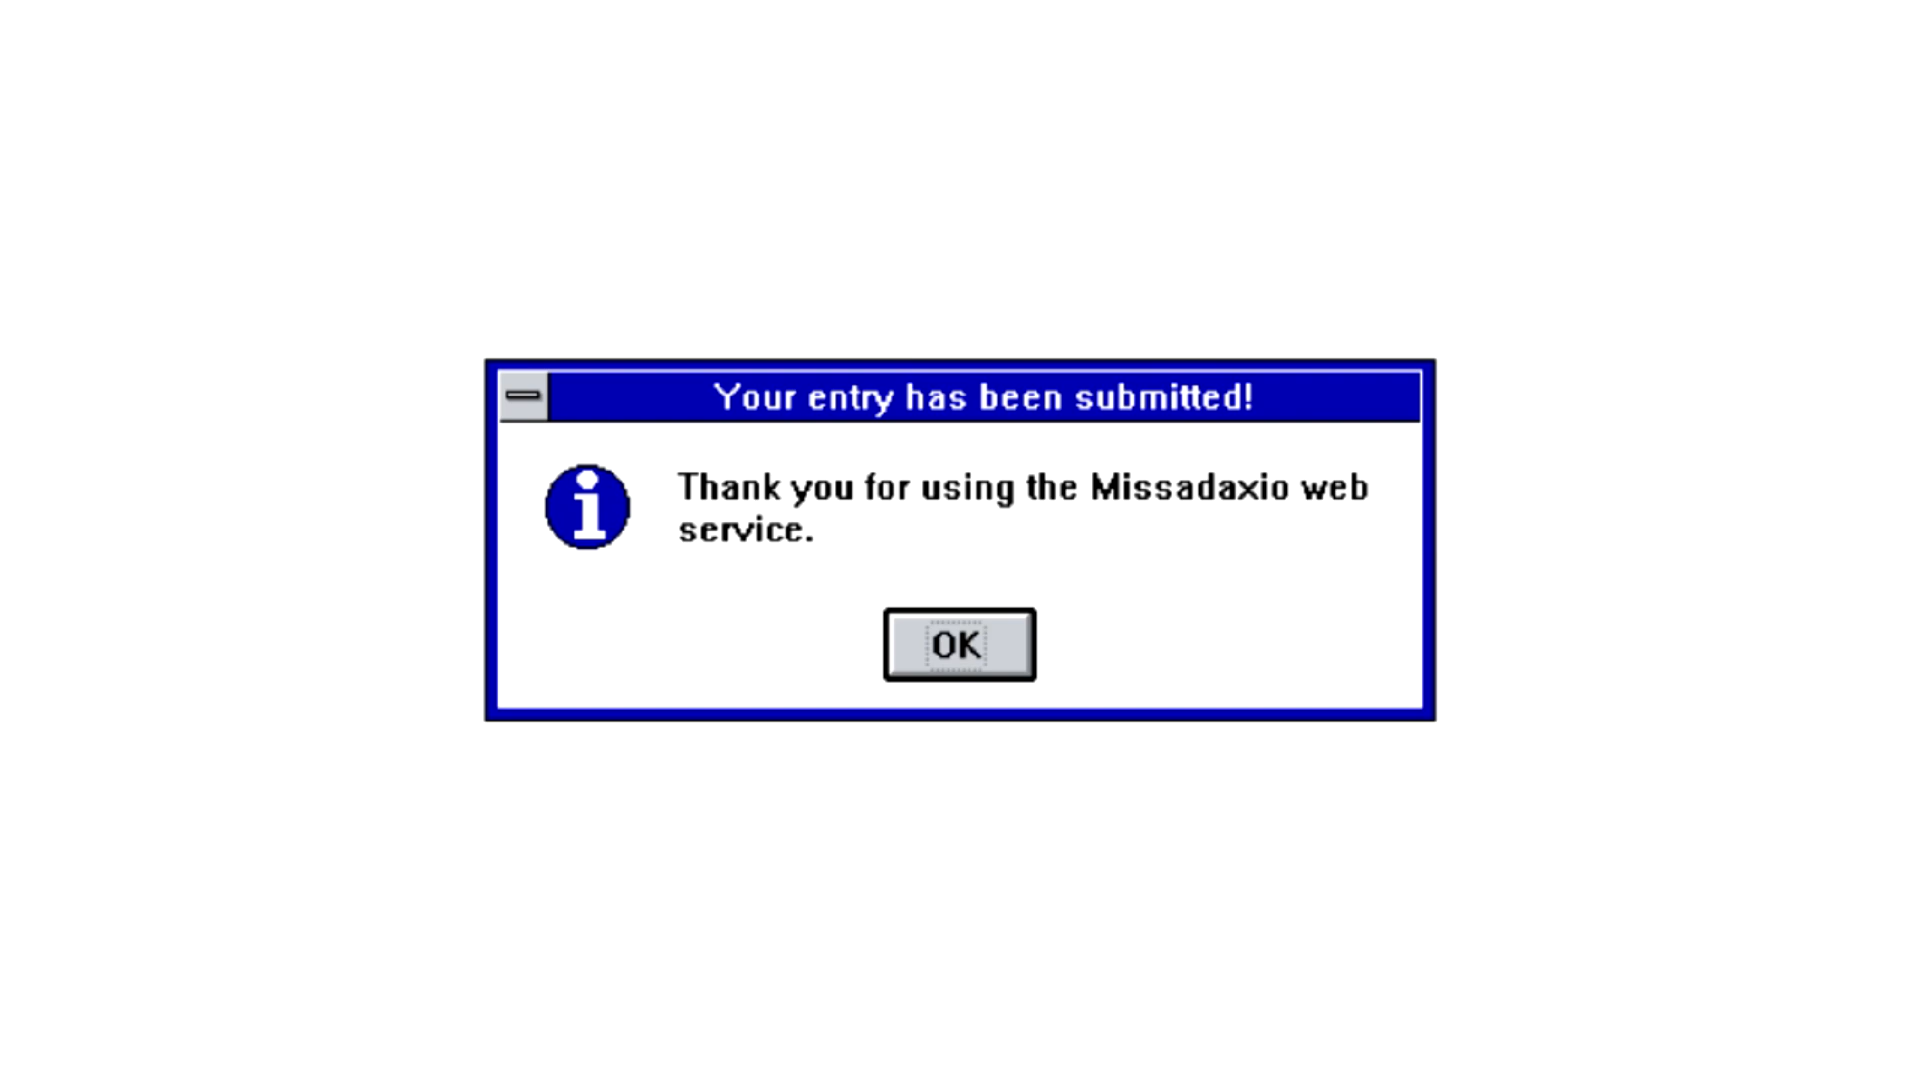 Your entry has been submitted!
Thank you for using the Missadaxio web
service.
OK